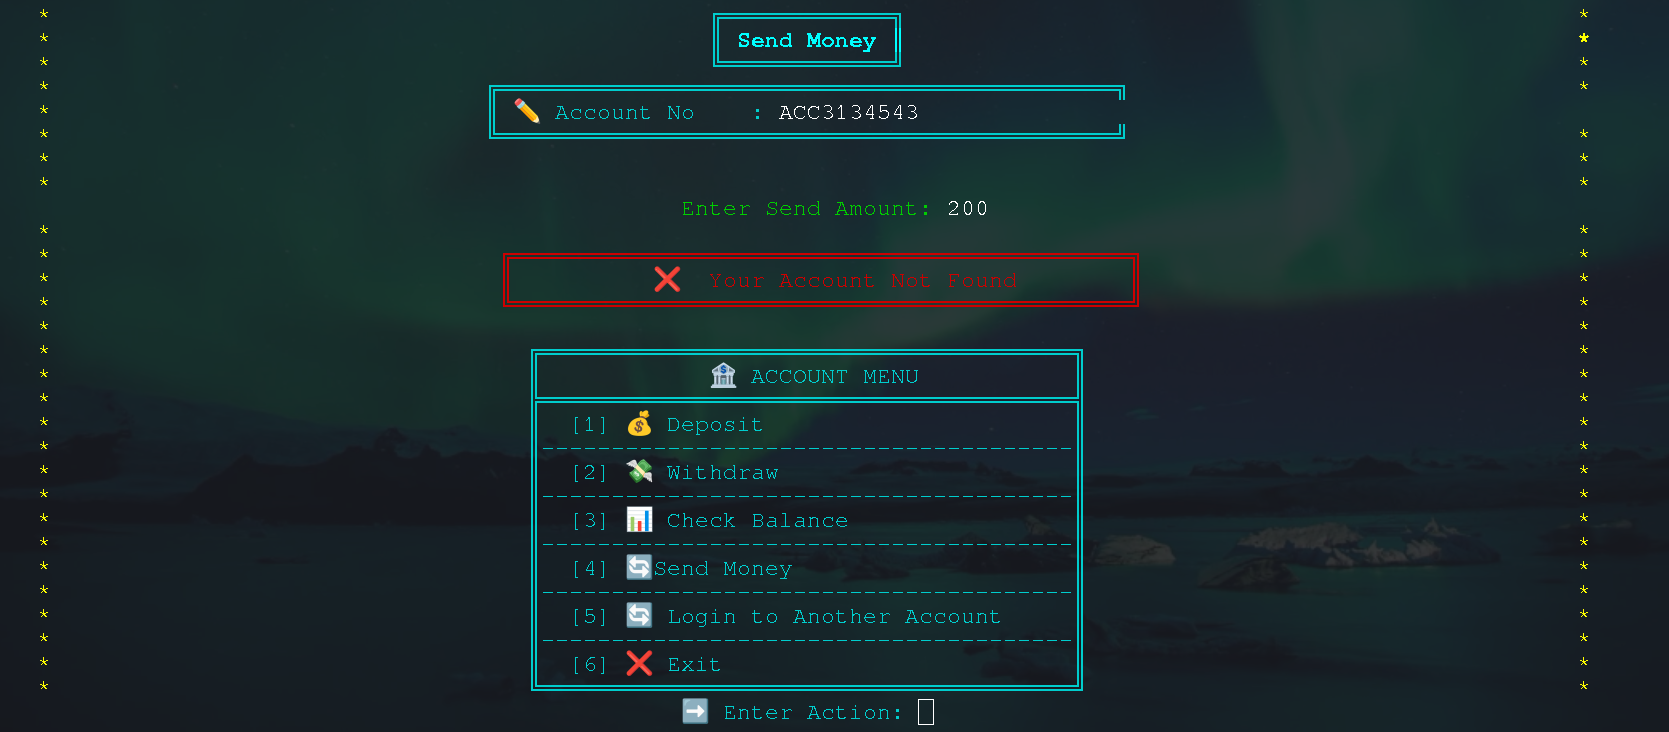 Send Money
✏️ Account No : ACC3134543
Enter Send Amount: 200
❌ Your Account Not Found
🏦 ACCOUNT MENU
[1] 💰 Deposit
[2] 💸 Withdraw
[3] 📊 Check Balance
[4] 🔄Send Money
[5] 🔄 Login to Another Account
[6] ❌ Exit
➡️ Enter Action: